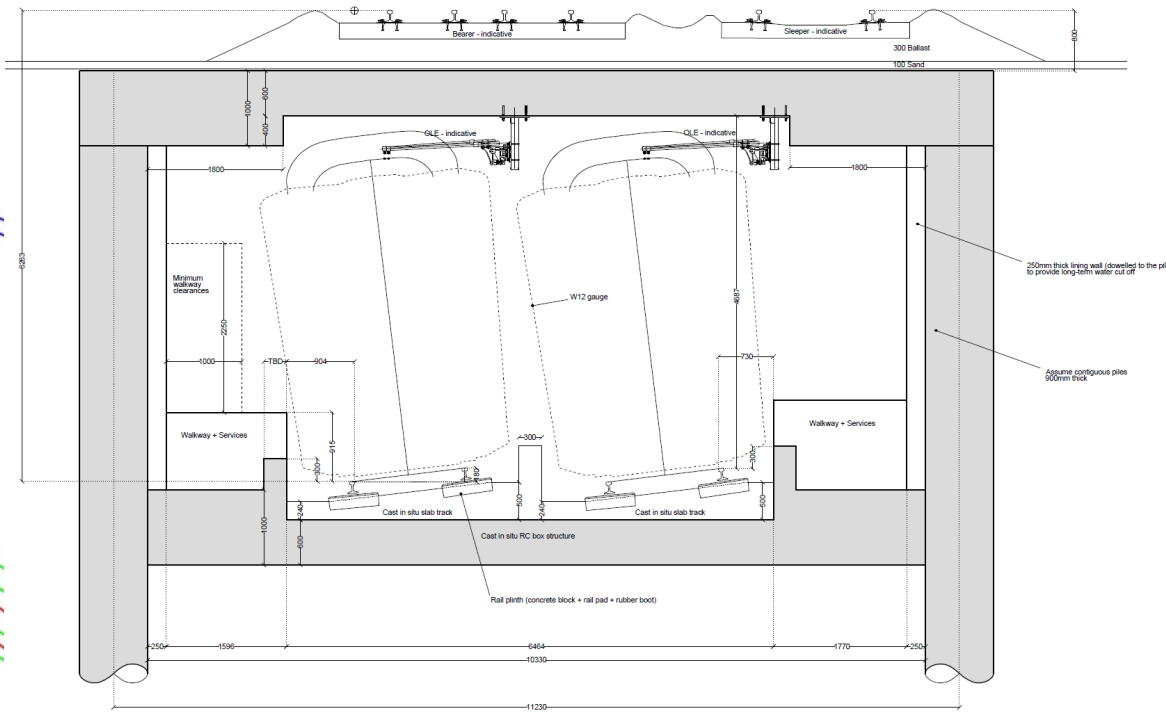 Bearer - indicative
Sleeper - indicative
300 Ballast
100 Sand
800
1000
600
400
OLE - indicative
OLE - indicative
1800
1800
6263
250mm thick lining wall (dowelled to the pil
to provide long-term water cut off
Minimum
walkway
clearances
W12 gauge
4687
2250
1000
TBD
904
730
Assume contiguous piles
900mm thick
Walkway + Services
915
300
Walkway + Services
300
300
180
500
240
240
500
Cast in situ slab track
Cast in situ slab track
1000
600
Cast in situ RC box structure
Rail plinth (concrete block + rail pad + rubber boot)
250
1596
6464
1770
250
10330
11230